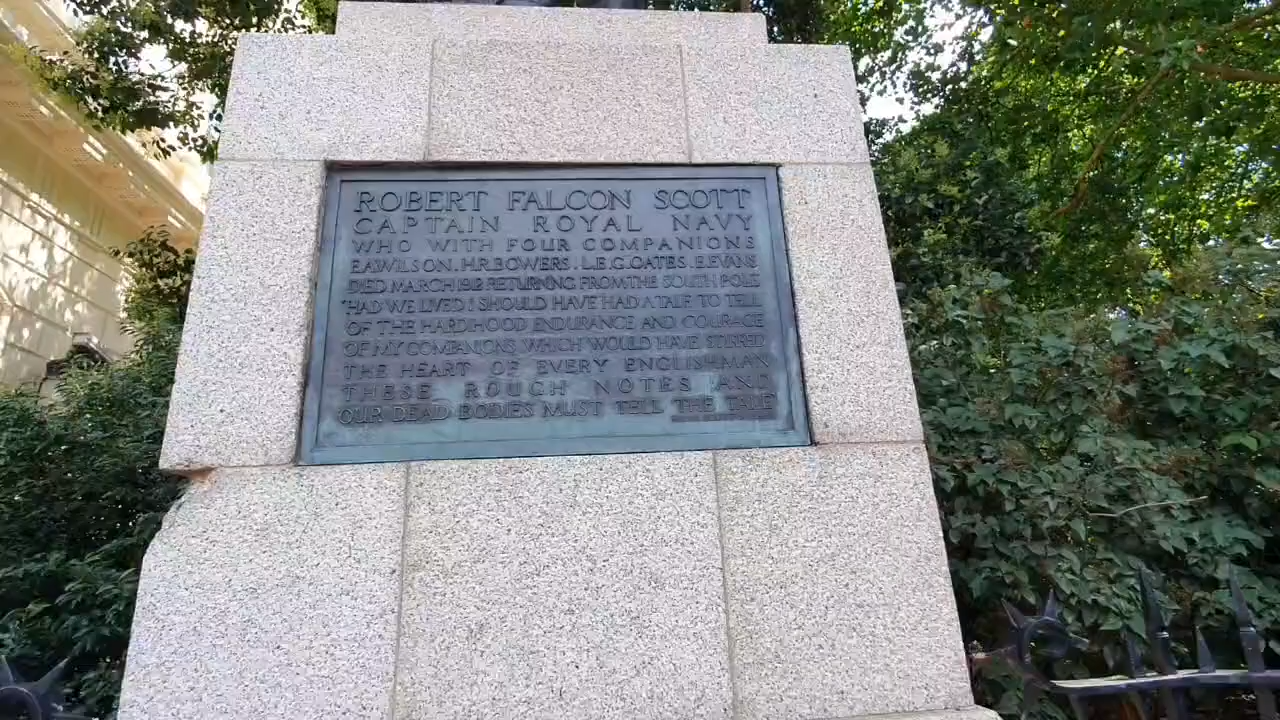 ROBERT FALCON SCOTT
CAPTAIN ROYAL NAVY
WHO WITH FOUR COMPANIONS
E.A.WILSON. H.R.BOWERS. L.E.G.OATES. E.EVANS
DIED MARCH 1912 RETURNING FROM THE SOUTH POLE
"HAD WE LIVED I SHOULD HAVE HAD A TALE TO TELL
OF THE HARDIHOOD ENDURANCE AND COURAGE
OF MY COMPANIONS WHICH WOULD HAVE STIRRED
THE HEART OF EVERY ENGLISHMAN
THESE ROUGH NOTES AND
OUR DEAD BODIES MUST TELL THE TALE"